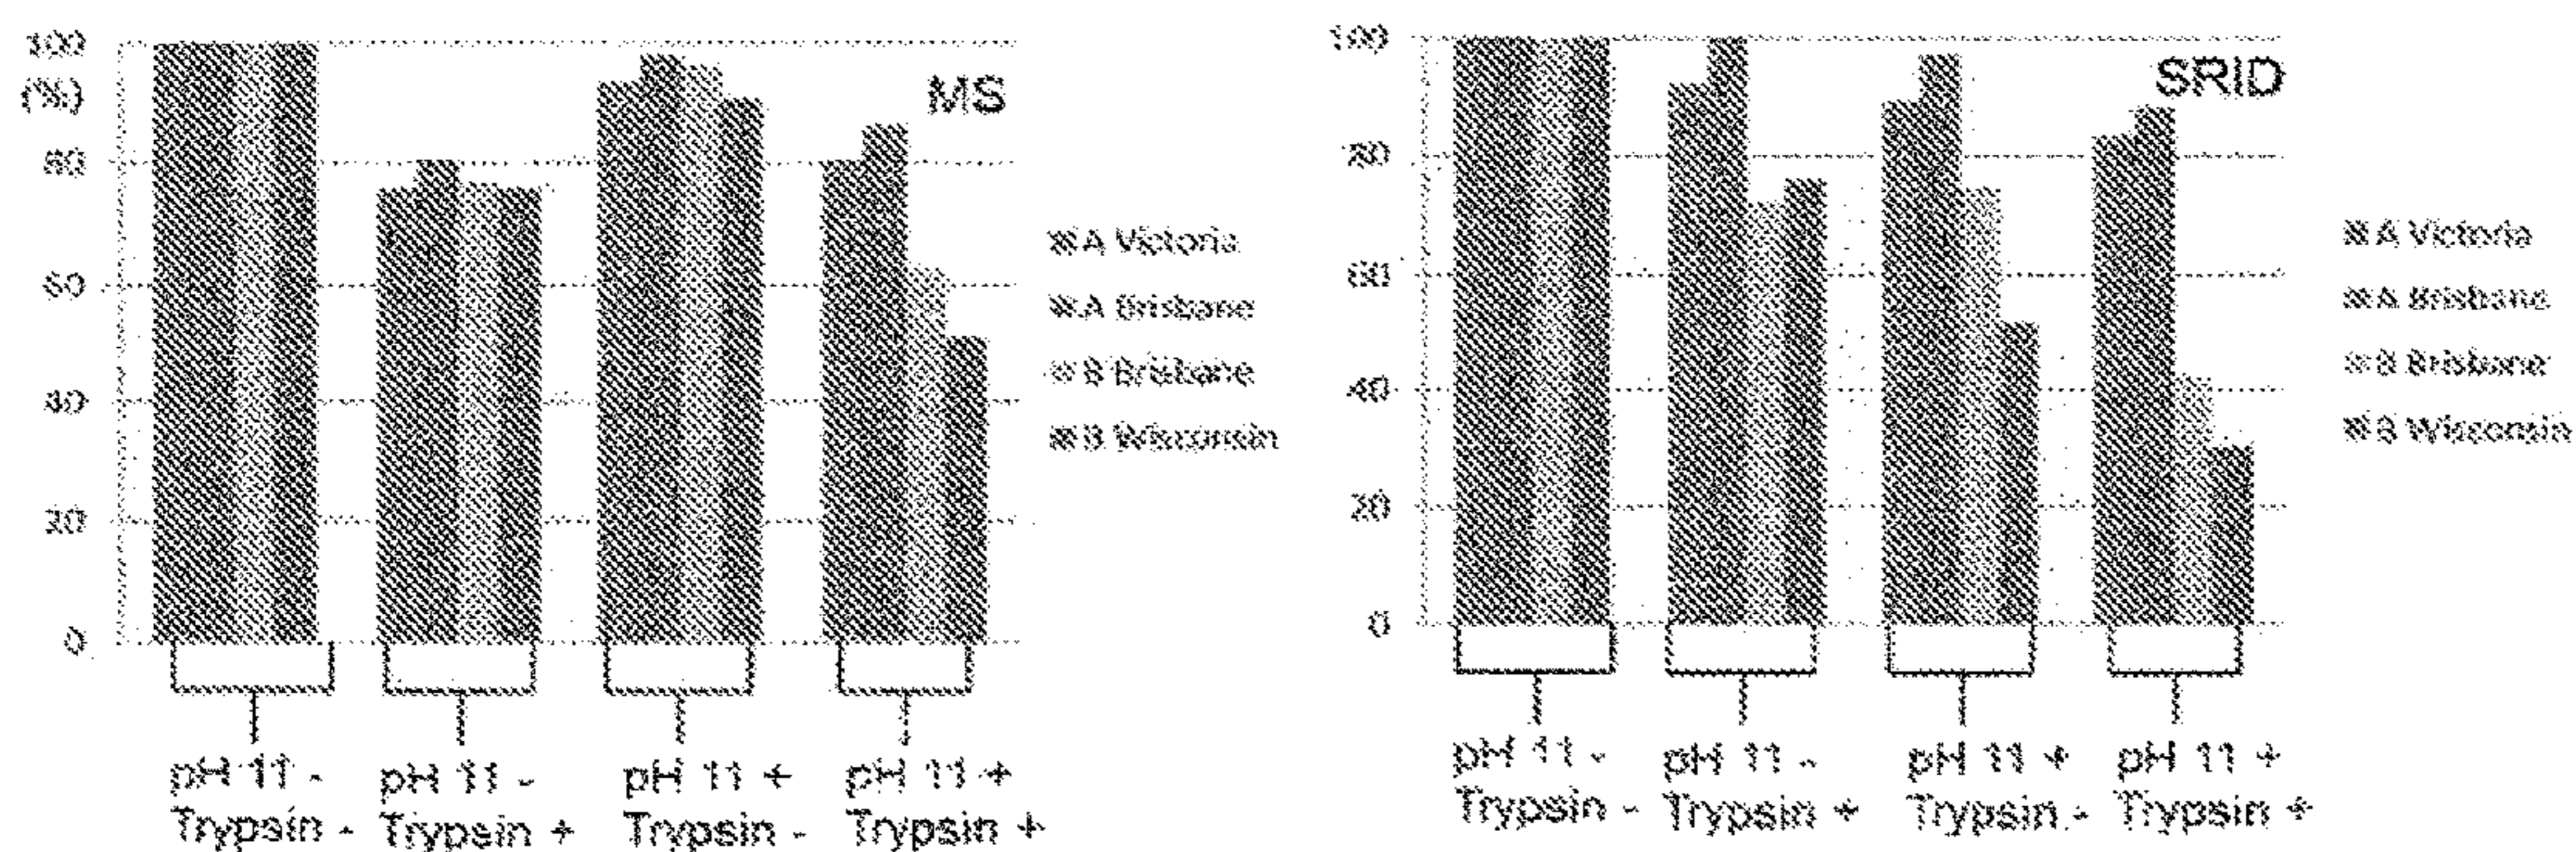 100
(%)
80
60
40
20
0
MS
A Victoria
A Brisbane
B Brisbane
B Wisconsin
pH 11 -
Trypsin -
pH 11 -
Trypsin +
pH 11 +
Trypsin -
pH 11 +
Trypsin +
100
80
60
40
20
0
SRID
A Victoria
A Brisbane
B Brisbane
B Wisconsin
pH 11 -
Trypsin -
pH 11 -
Trypsin +
pH 11 +
Trypsin -
pH 11 +
Trypsin +